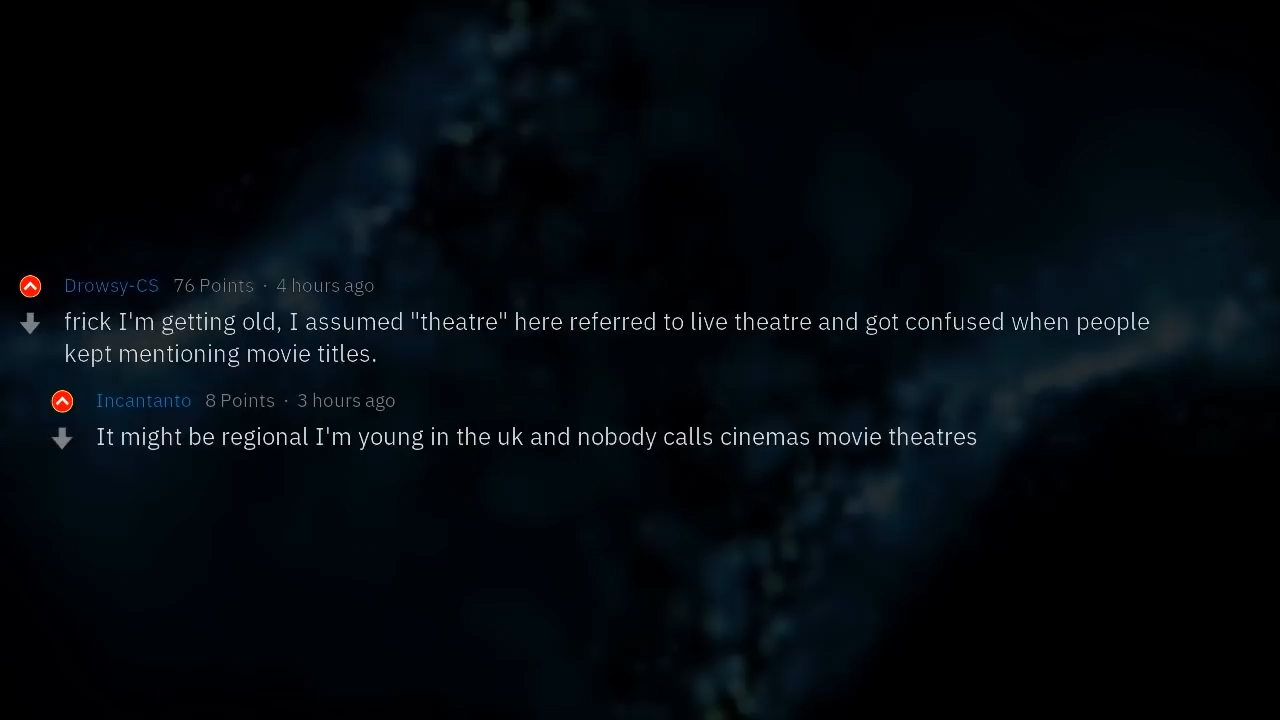 Drowsy-CS 76 Points · 4 hours ago
frick I'm getting old, I assumed "theatre" here referred to live theatre and got confused when people
kept mentioning movie titles.
Incantanto 8 Points · 3 hours ago
It might be regional I'm young in the uk and nobody calls cinemas movie theatres